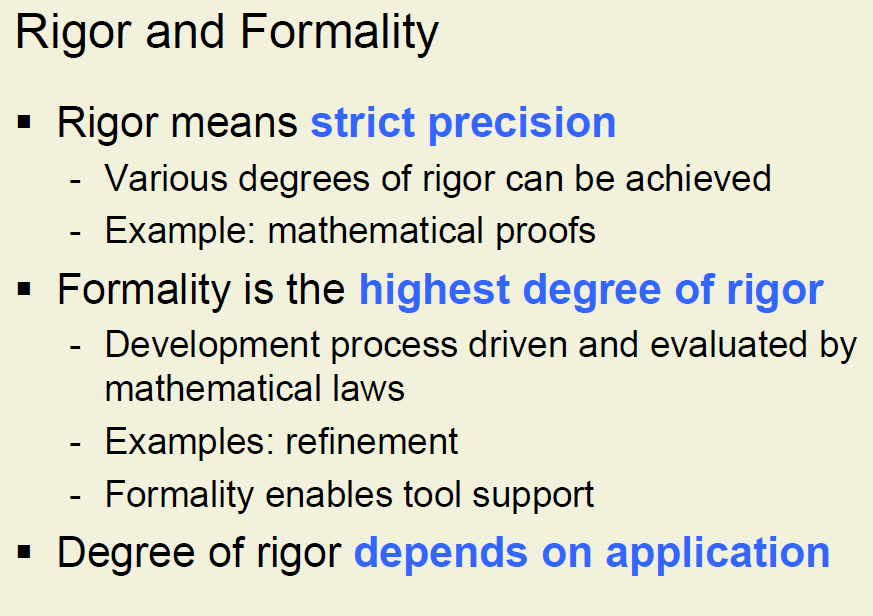 Rigor and Formality
▪ Rigor means strict precision
- Various degrees of rigor can be achieved
- Example: mathematical proofs
▪ Formality is the highest degree of rigor
- Development process driven and evaluated by
mathematical laws
- Examples: refinement
- Formality enables tool support
▪ Degree of rigor depends on application